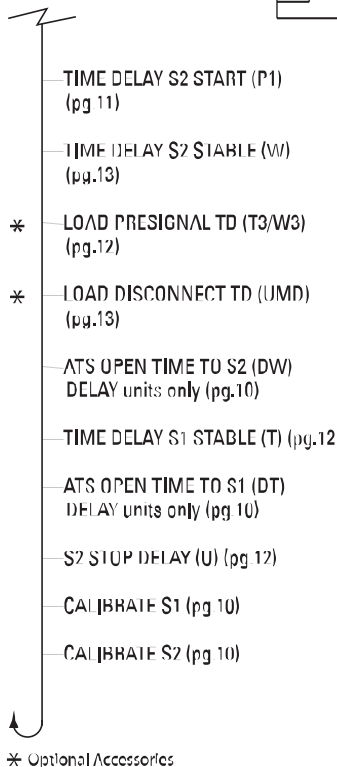 TIME DELAY S2 START (P1)
(pg 11)
TIME DELAY S2 STABLE (W)
(pg.13)
* LOAD PRESIGNAL TD (T3/W3)
(pg.12)
* LOAD DISCONNECT TD (UMD)
(pg.13)
ATS OPEN TIME TO S2 (DW)
DELAY units only (pg.10)
TIME DELAY S1 STABLE (T) (pg.12
ATS OPEN TIME TO S1 (DT)
DELAY units only (pg.10)
S2 STOP DELAY (U) (pg.12)
CALIBRATE S1 (pg 10)
CALIBRATE S2 (pg 10)
* Optional Accessories